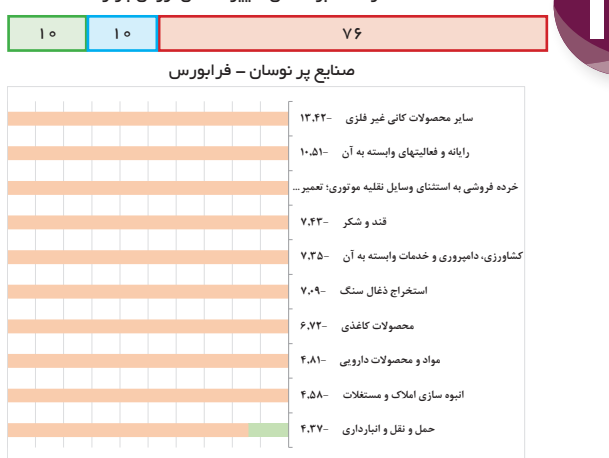 ۱۰ ۱۰ ۷۶
صنایع پر نوسان - فرابورس
سایر محصولات کانی غیر فلزی -۱۳.۴۲
رایانه و فعالیتهای وابسته به آن -۱۰.۵۱
خرده فروشی به استثنای وسایل نقلیه موتوری؛ تعمیر...
قند و شکر -۷.۴۳
کشاورزی، دامپروری و خدمات وابسته به آن -۷.۳۵
استخراج ذغال سنگ -۷.۰۹
محصولات کاغذی -۶.۷۲
مواد و محصولات دارویی -۴.۸۱
انبوه سازی املاک و مستغلات -۴.۵۸
حمل و نقل و انبارداری -۴.۳۷